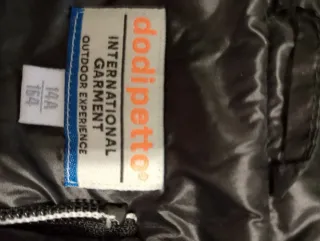 dodipetto®
INTERNATIONAL
GARMENT
OUTDOOR EXPERIENCE
14A
164